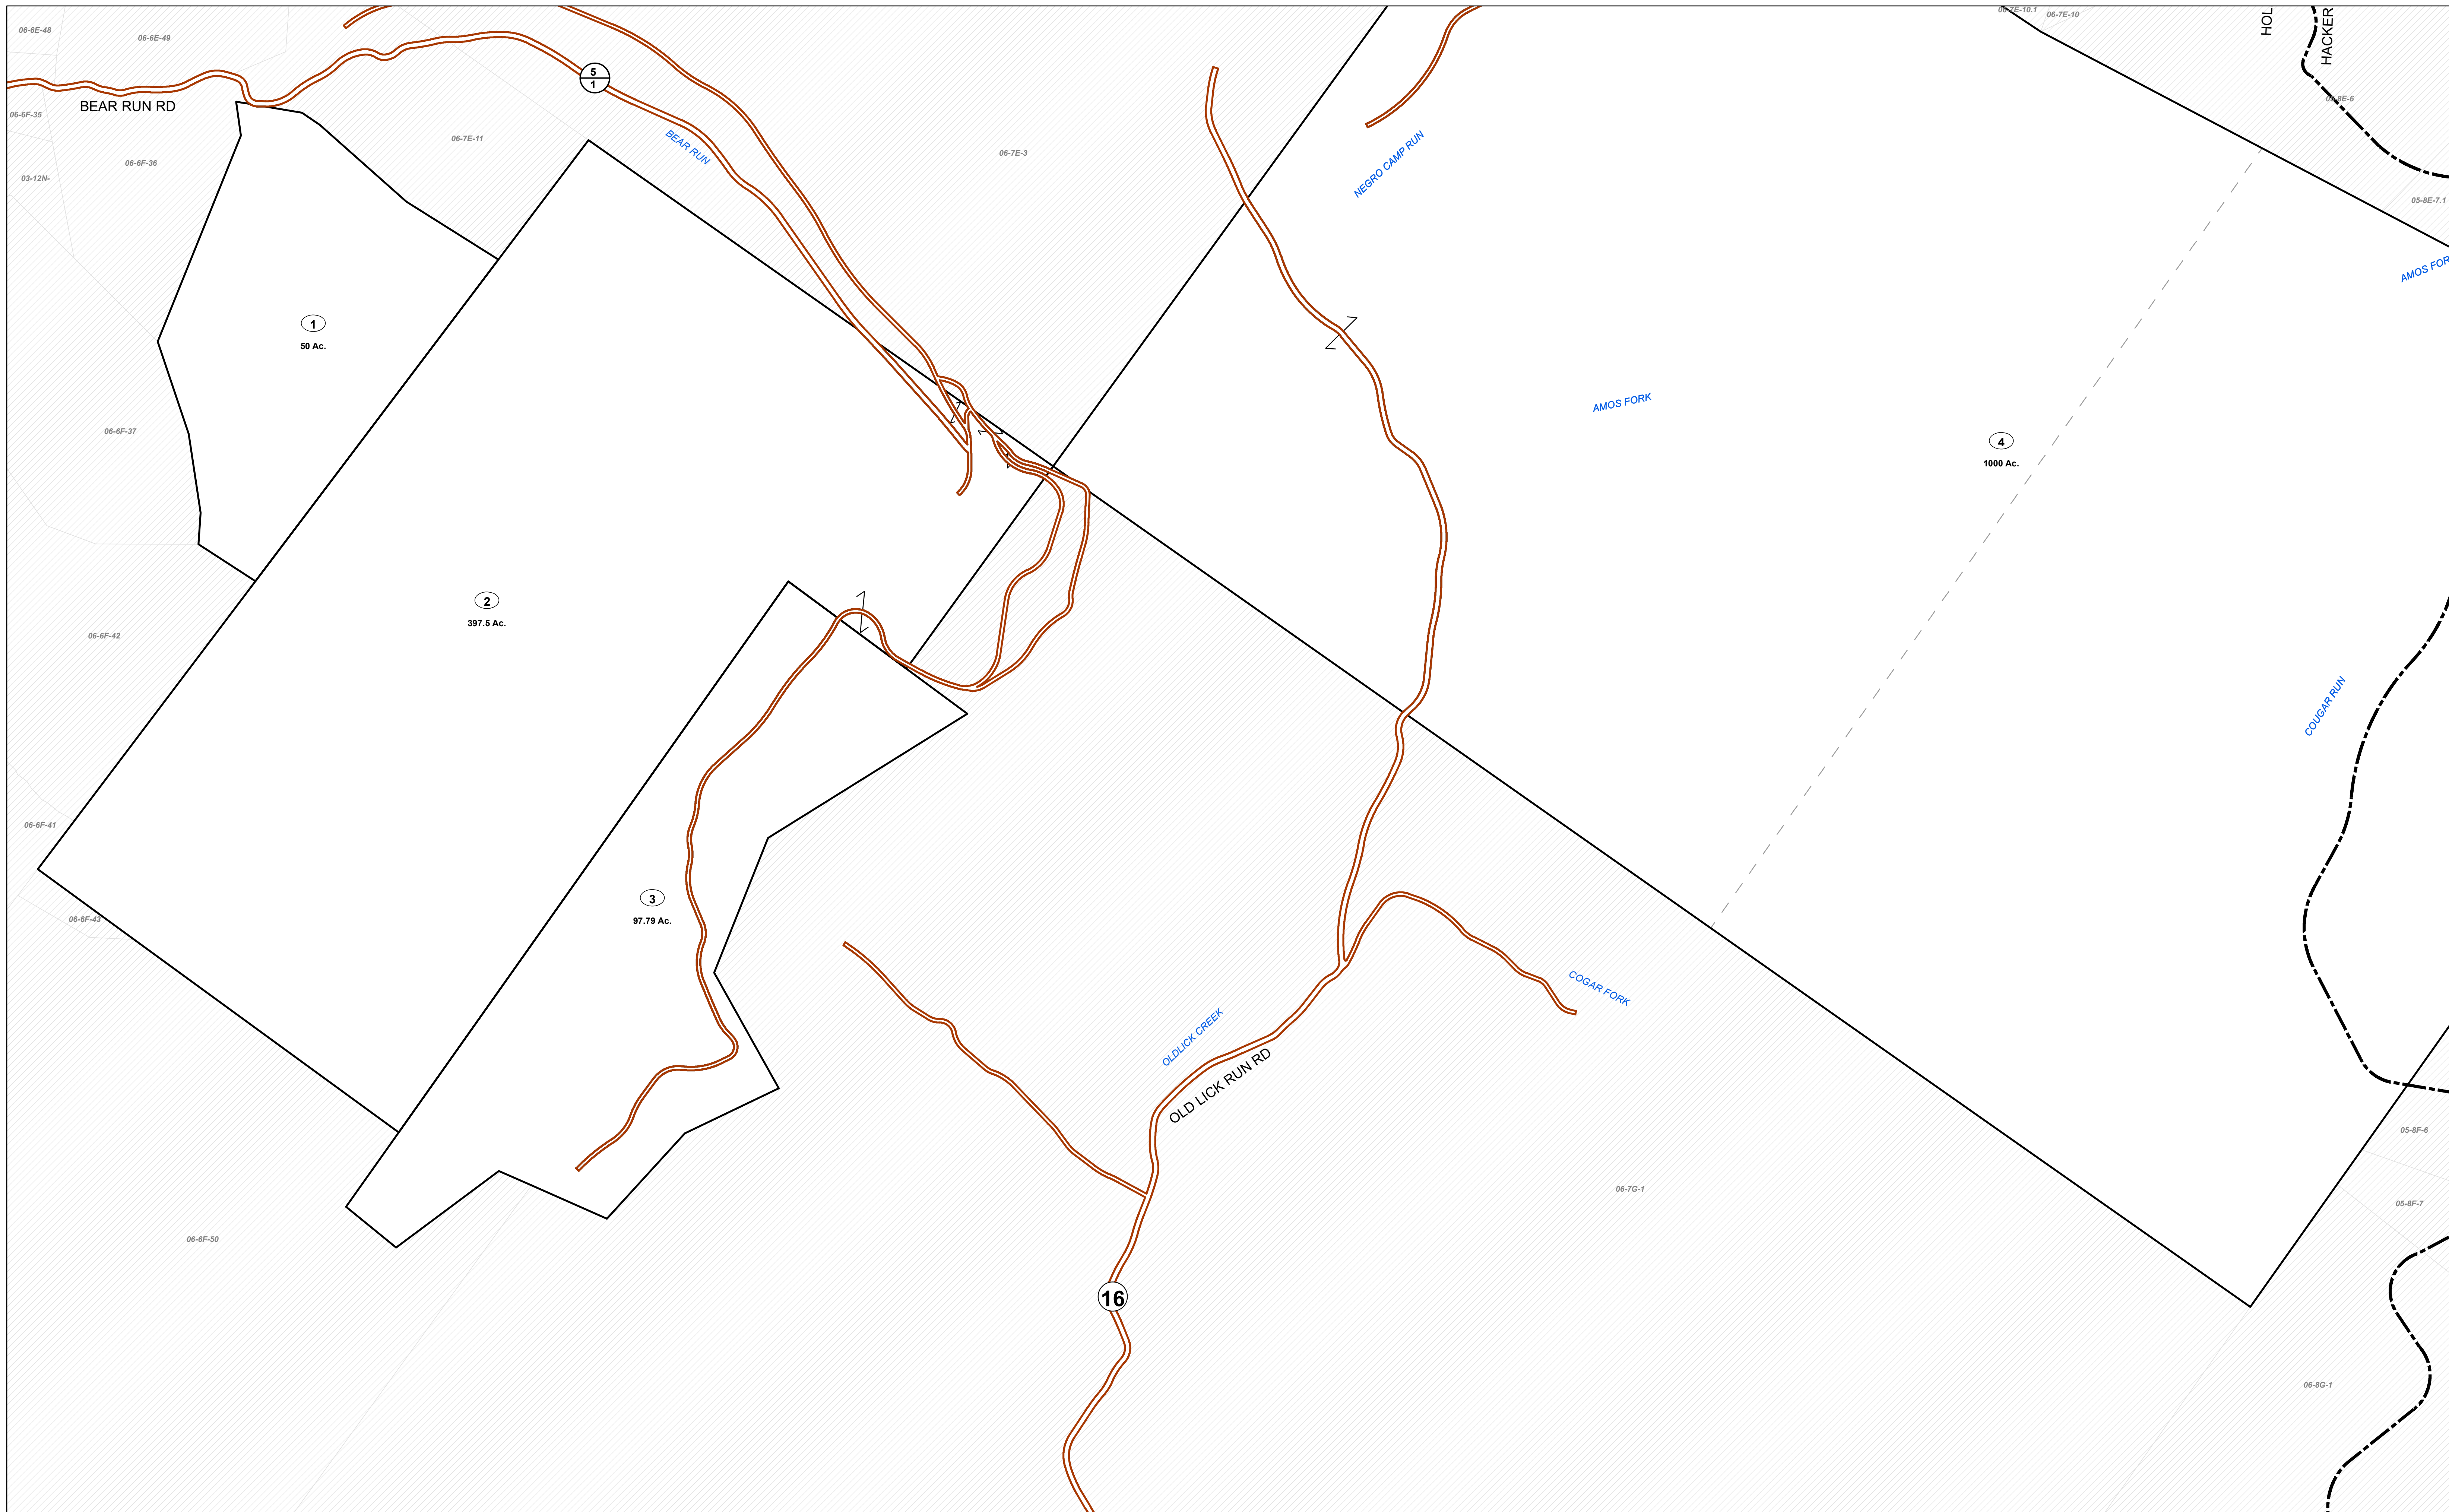 06-7E-10.1
06-7E-10
HOL
HACKER
06-6E-48
06-6E-49
5
1
BEAR RUN RD
06-6F-35
06-6F-36
03-12N-
06-7E-11
BEAR RUN
06-7E-3
NEGRO CAMP RUN
05-8E-7.1
AMOS FOR
1
50 Ac.
AMOS FORK
06-6F-37
4
1000 Ac.
2
397.5 Ac.
06-6F-42
COUGAR RUN
06-6F-41
3
97.79 Ac.
06-6F-43
COGAR FORK
OLDLICK CREEK
OLD LICK RUN RD
05-8F-6
06-7G-1
05-8F-7
06-6F-50
16
06-8G-1